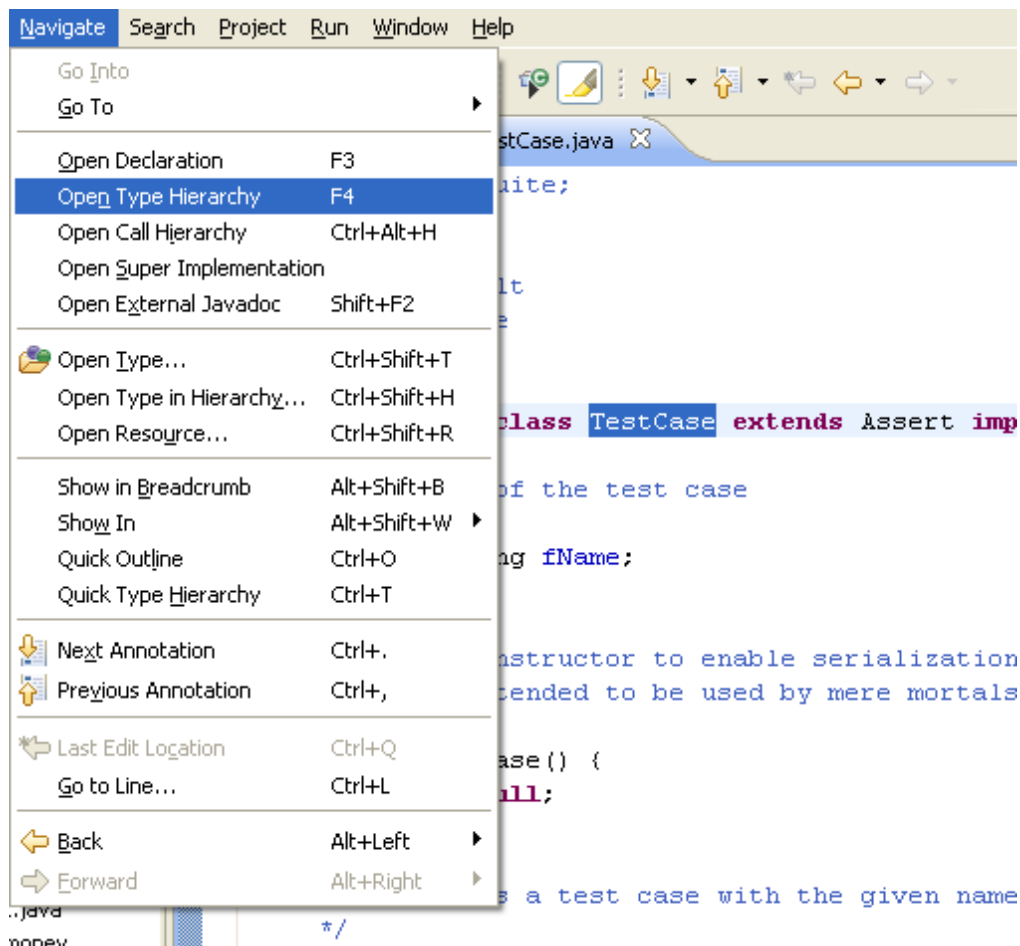 Navigate Search Project Run Window Help
Go Into
Go To
Open Declaration F3
Open Type Hierarchy F4
Open Call Hierarchy Ctrl+Alt+H
Open Super Implementation
Open External Javadoc Shift+F2
Open Type... Ctrl+Shift+T
Open Type in Hierarchy... Ctrl+Shift+H
Open Resource... Ctrl+Shift+R
Show in Breadcrumb Alt+Shift+B
Show In Alt+Shift+W
Quick Outline Ctrl+O
Quick Type Hierarchy Ctrl+T
Next Annotation Ctrl+.
Previous Annotation Ctrl+,
Last Edit Location Ctrl+Q
Go to Line... Ctrl+L
Back Alt+Left
Forward Alt+Right
stCase.java
uite;
lt
e
class TestCase extends Assert imp
of the test case
ng fName;
nstructor to enable serialization
tended to be used by mere mortals
ase() {
ull;
s a test case with the given name
*/
.java
money